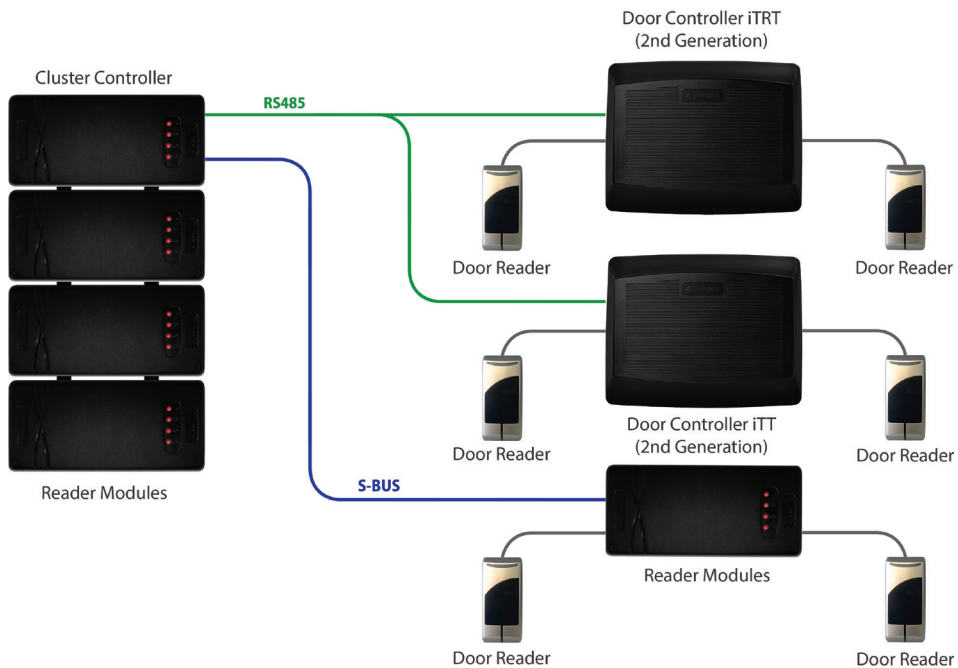 Door Controller iTRT
(2nd Generation)
Cluster Controller
RS485
Door Reader
Door Reader
Door Reader
Door Reader
Door Controller iTT
(2nd Generation)
Reader Modules
S-BUS
Reader Modules
Door Reader
Door Reader